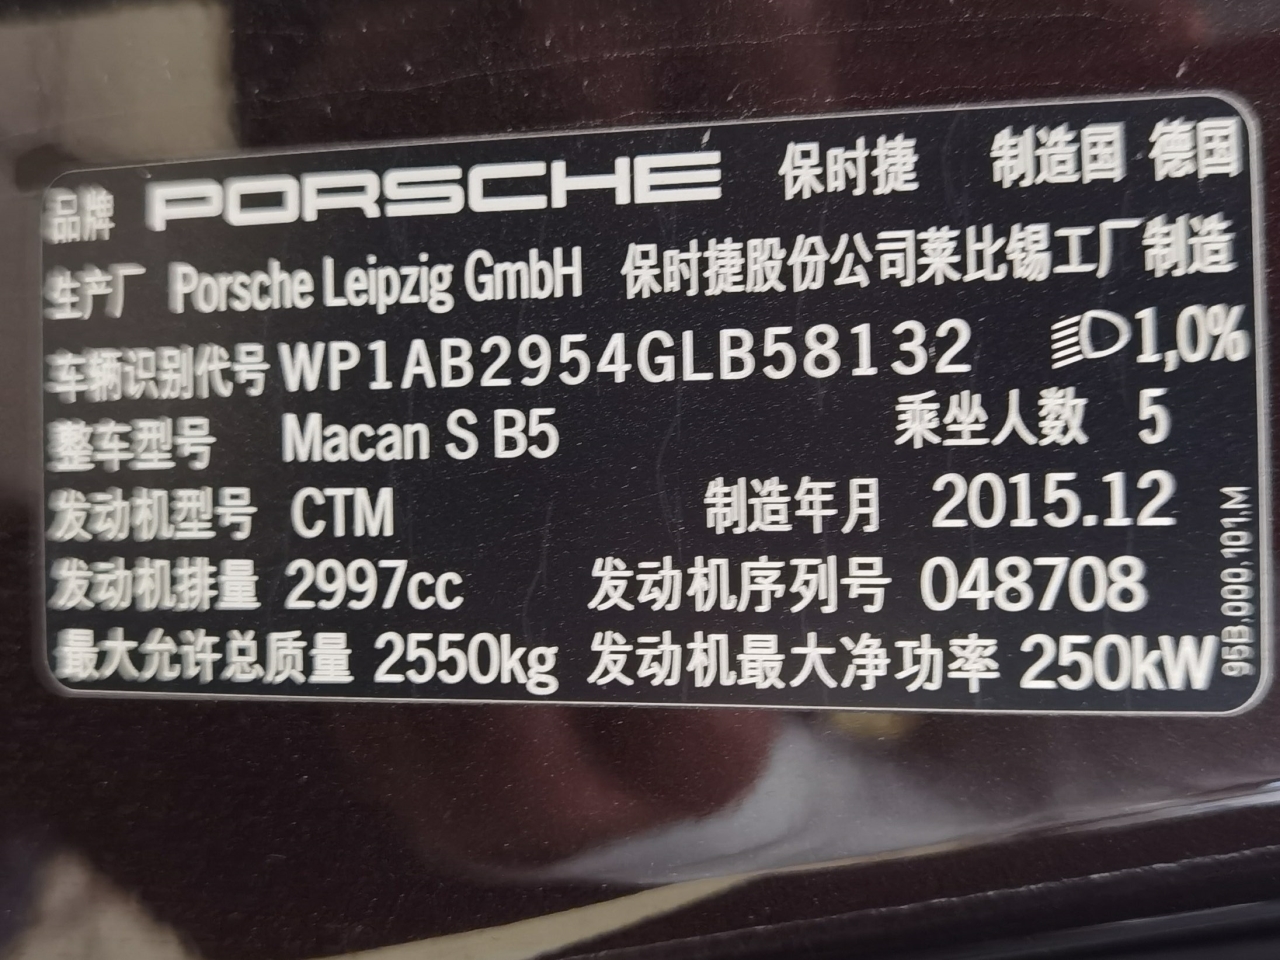 品牌 PORSCHE 保时捷 制造国 德国
生产厂 Porsche Leipzig GmbH 保时捷股份公司莱比锡工厂制造
车辆识别代号 WP1AB2954GLB58132 1,0%
整车型号 Macan S B5 乘坐人数 5
发动机型号 CTM 制造年月 2015.12
发动机排量 2997cc 发动机序列号 048708
最大允许总质量 2550kg 发动机最大净功率 250kW
95B.000.101.M